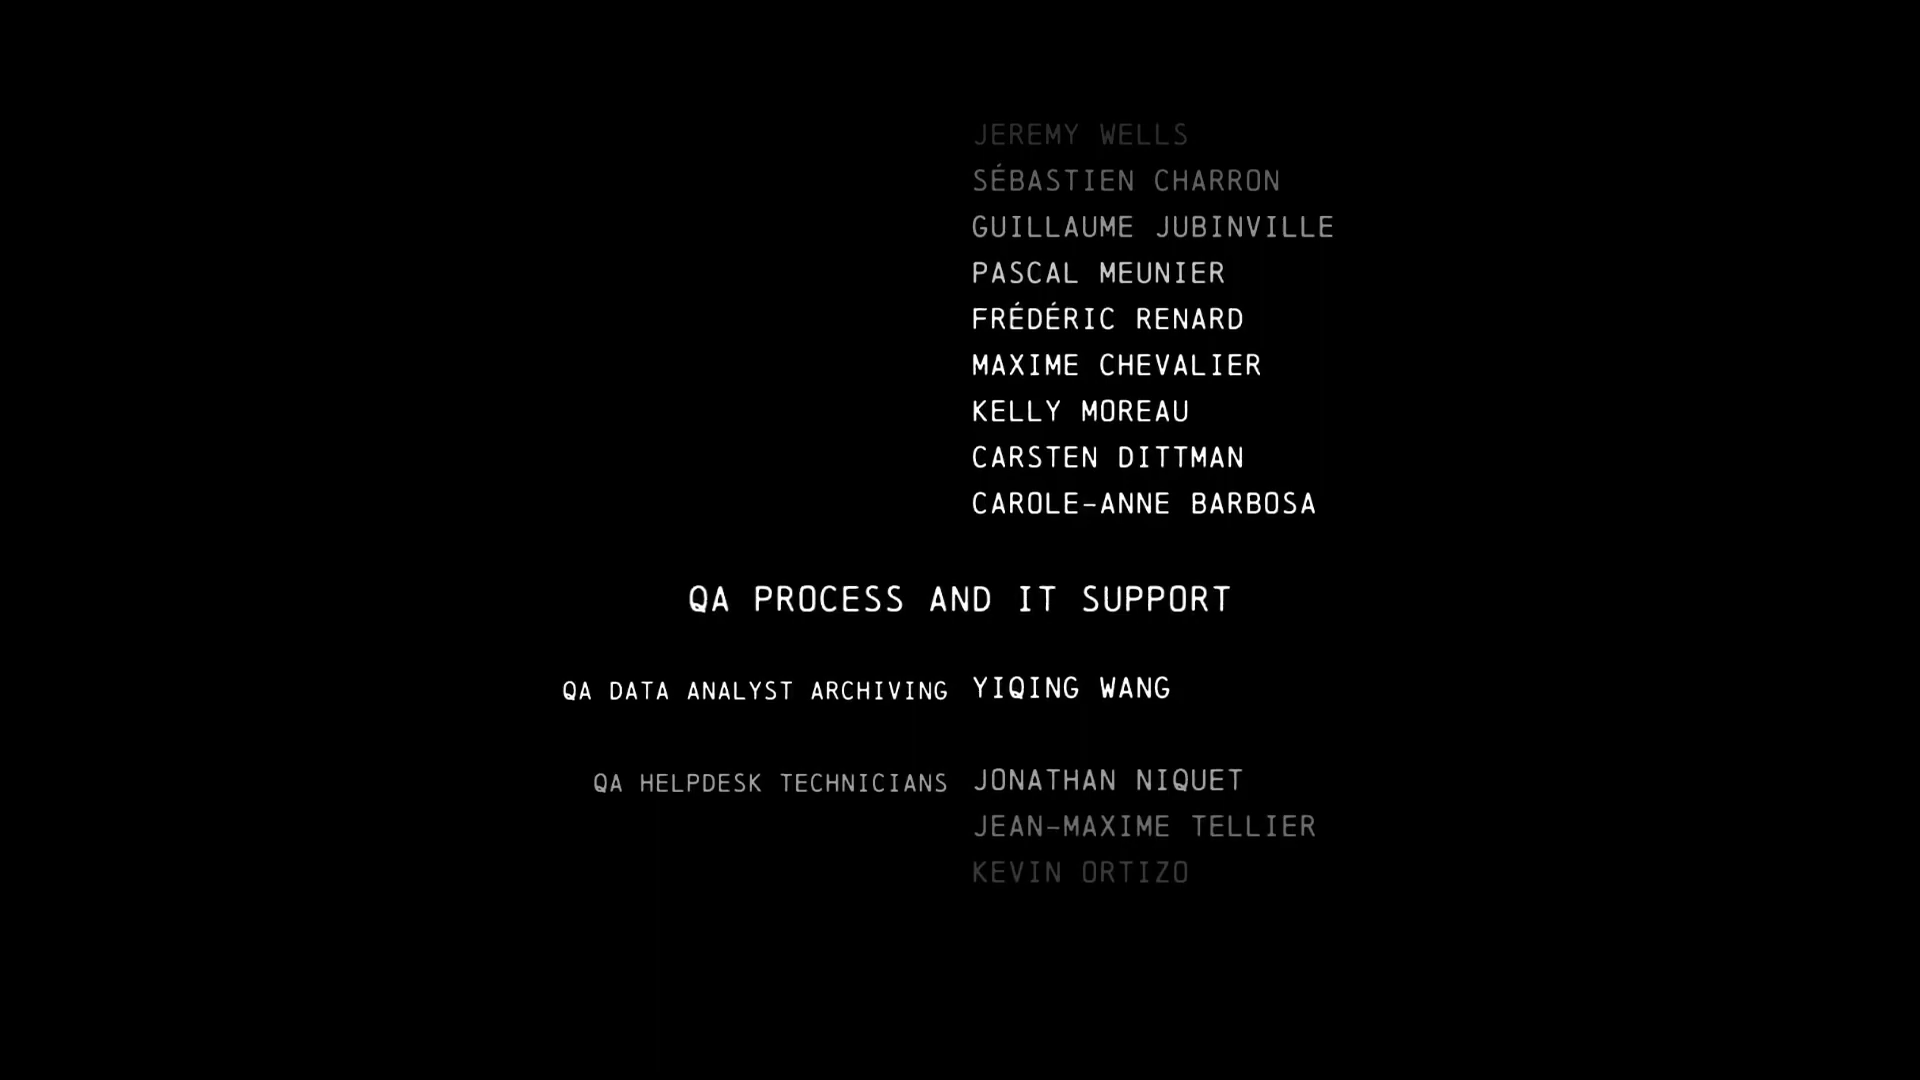 JEREMY WELLS
SÉBASTIEN CHARRON
GUILLAUME JUBINVILLE
PASCAL MEUNIER
FRÉDÉRIC RENARD
MAXIME CHEVALIER
KELLY MOREAU
CARSTEN DITTMAN
CAROLE-ANNE BARBOSA
QA PROCESS AND IT SUPPORT
QA DATA ANALYST ARCHIVING YIQING WANG
QA HELPDESK TECHNICIANS JONATHAN NIQUET
JEAN-MAXIME TELLIER
KEVIN ORTIZO